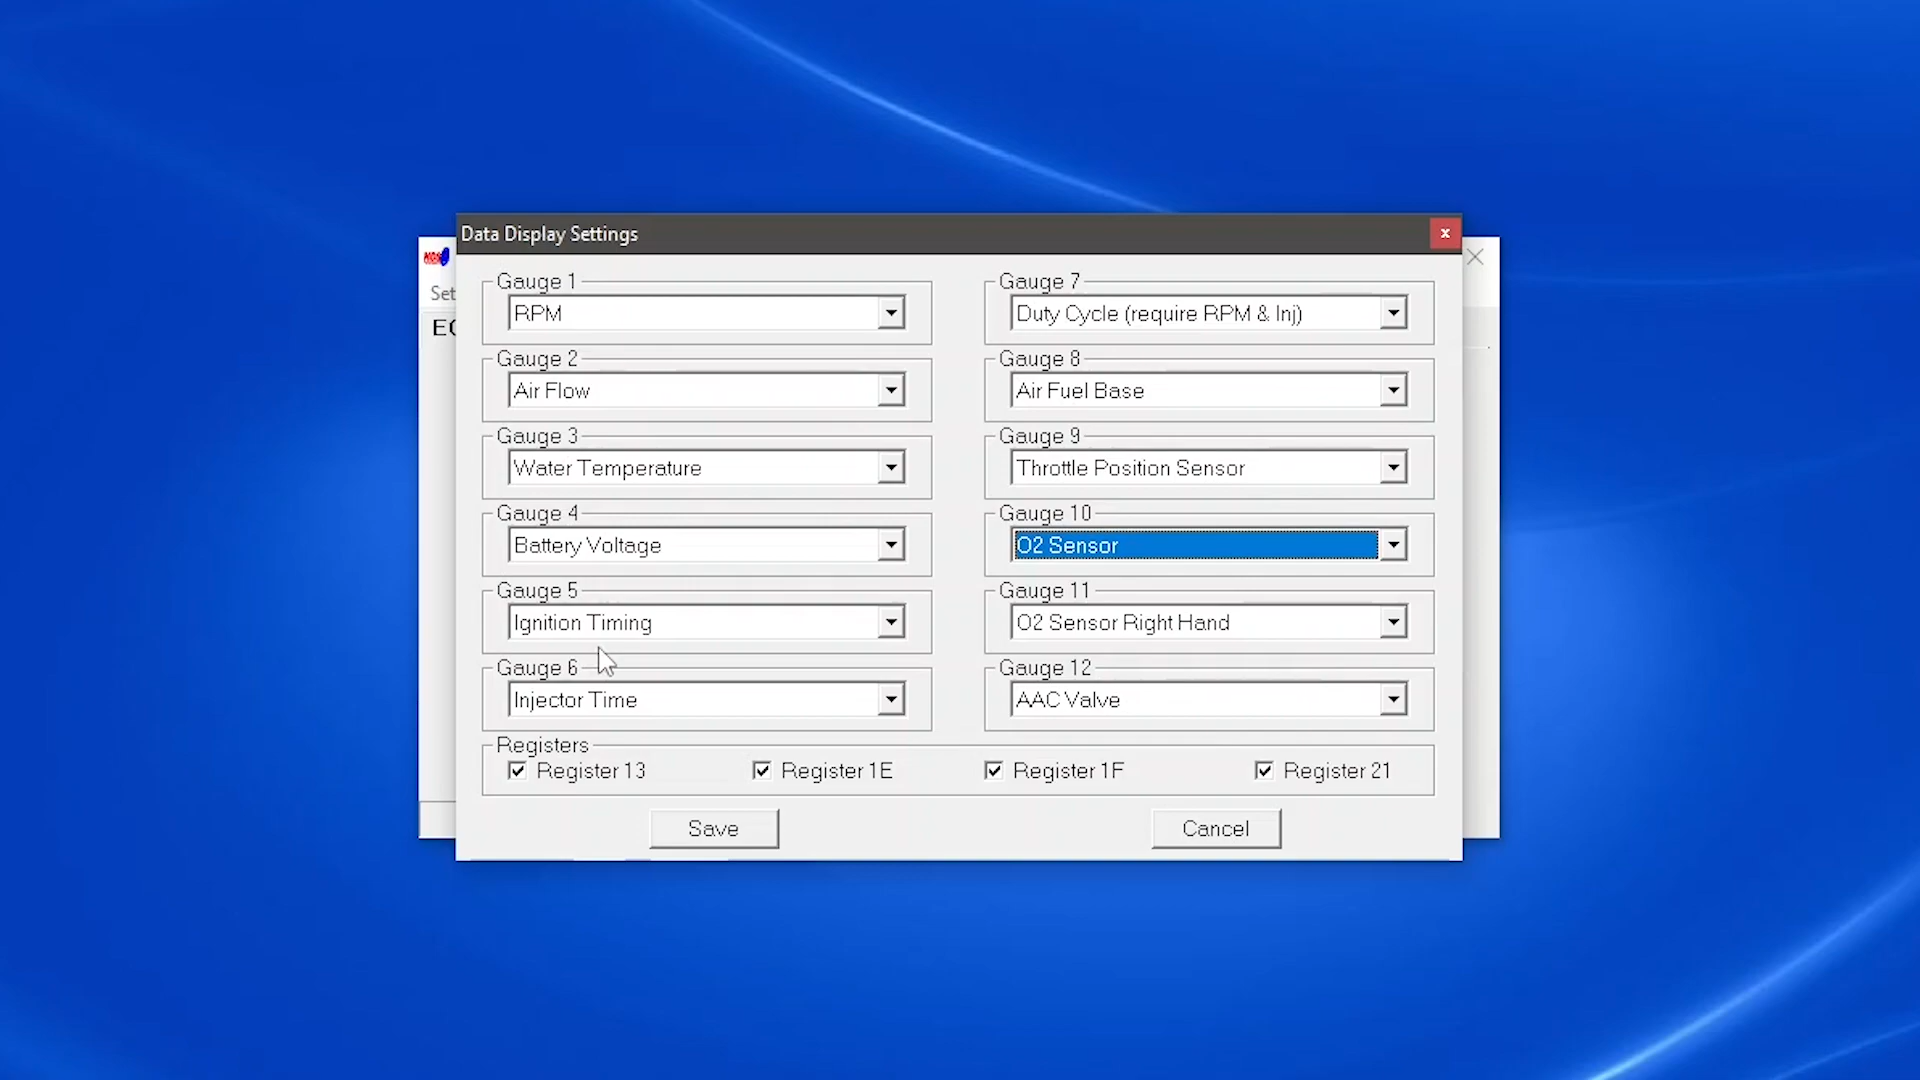 Data Display Settings
x
Set
EC
Gauge 1
RPM
Gauge 2
Air Flow
Gauge 3
Water Temperature
Gauge 4
Battery Voltage
Gauge 5
Ignition Timing
Gauge 6
Injector Time
Gauge 7
Duty Cycle (require RPM & Inj)
Gauge 8
Air Fuel Base
Gauge 9
Throttle Position Sensor
Gauge 10
O2 Sensor
Gauge 11
O2 Sensor Right Hand
Gauge 12
AAC Valve
Registers
Register 13 Register 1E Register 1F Register 21
Save Cancel